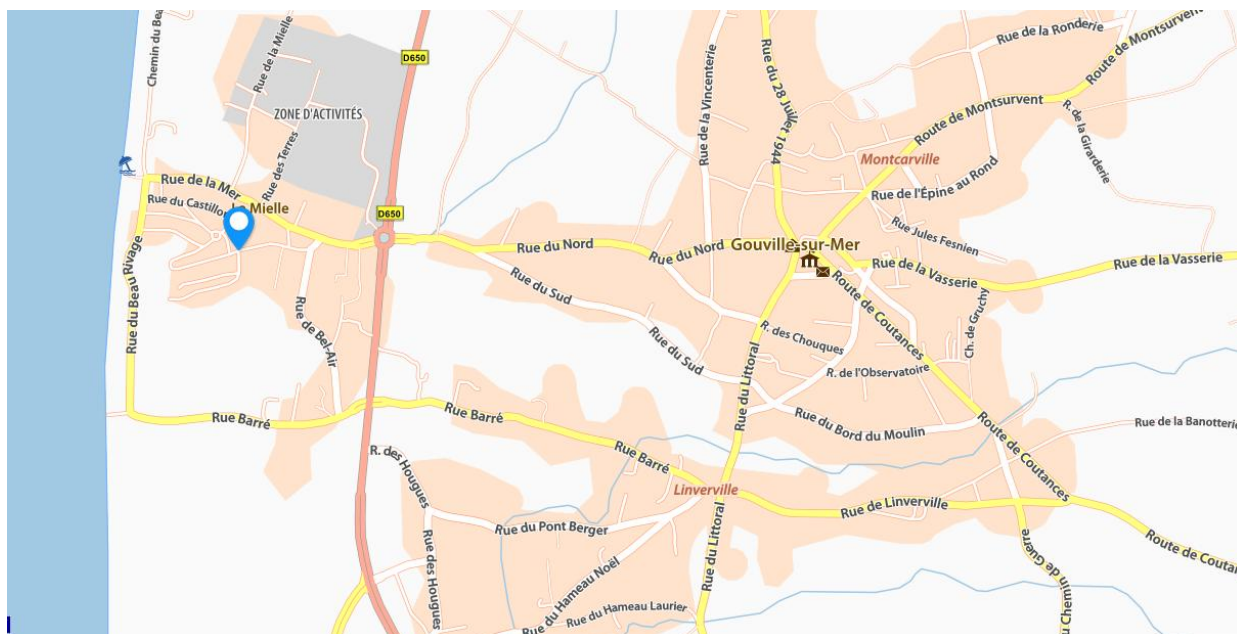 Chemin du Beau
Rue de la Mielle
D650
ZONE D'ACTIVITÉS
Rue des Terres
Rue de la Mer
Rue du Castillon
Mielle
D650
Rue du Beau Rivage
Rue de Bel-Air
Rue Barré
Rue du Nord
Rue du Nord
Rue du Sud
Rue du Sud
Rue de la Vincenterie
Rue du 28 Juillet 1944
Rue de la Ronderie
Route de Montsurvent
Route de Montsurvent
R. de la Girarderie
Montcarville
Rue de l'Épine au Rond
Rue Jules Fesnien
Gouville-sur-Mer
Rue de la Vasserie
Rue de la Vasserie
Route de Coutances
Ch. de Gruchy
R. des Chouques
R. de l'Observatoire
Rue du Littoral
Rue du Bord du Moulin
Route de Coutances
Rue de la Banotterie
Rue Barré
Rue Barré
Linverville
Rue de Linverville
R. des Hougues
Rue du Pont Berger
Rue des Hougues
Rue du Hameau Noël
Rue du Hameau Laurier
Rue du Littoral
u Chemin de Guerre
Route de Coutan